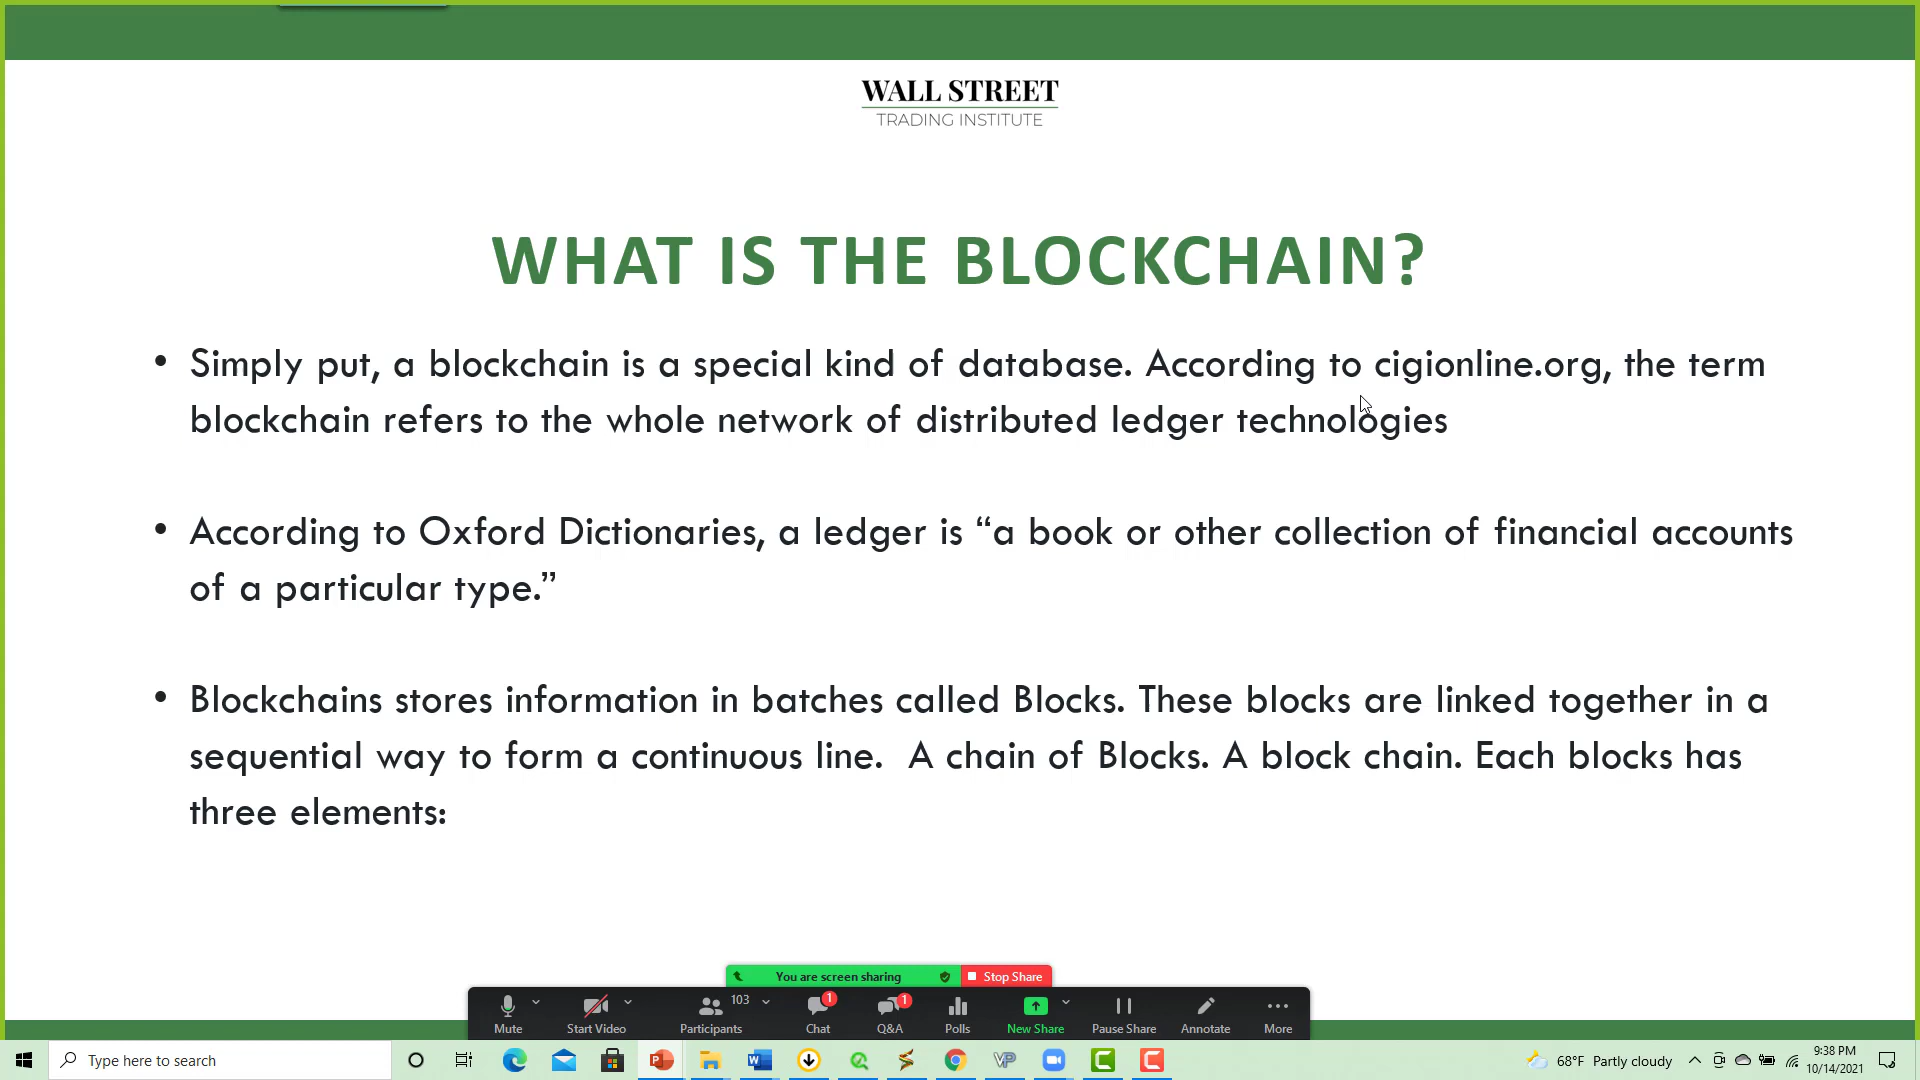 WALL STREET
TRADING INSTITUTE
WHAT IS THE BLOCKCHAIN?
• Simply put, a blockchain is a special kind of database. According to cigionline.org, the term
blockchain refers to the whole network of distributed ledger technologies
• According to Oxford Dictionaries, a ledger is “a book or other collection of financial accounts
of a particular type.”
• Blockchains stores information in batches called Blocks. These blocks are linked together in a
sequential way to form a continuous line.  A chain of Blocks. A block chain. Each blocks has
three elements:
You are screen sharing Stop Share
103 1 1
Mute Start Video Participants Chat Q&A Polls New Share Pause Share Annotate More
Type here to search
68°F Partly cloudy
9:38 PM
10/14/2021